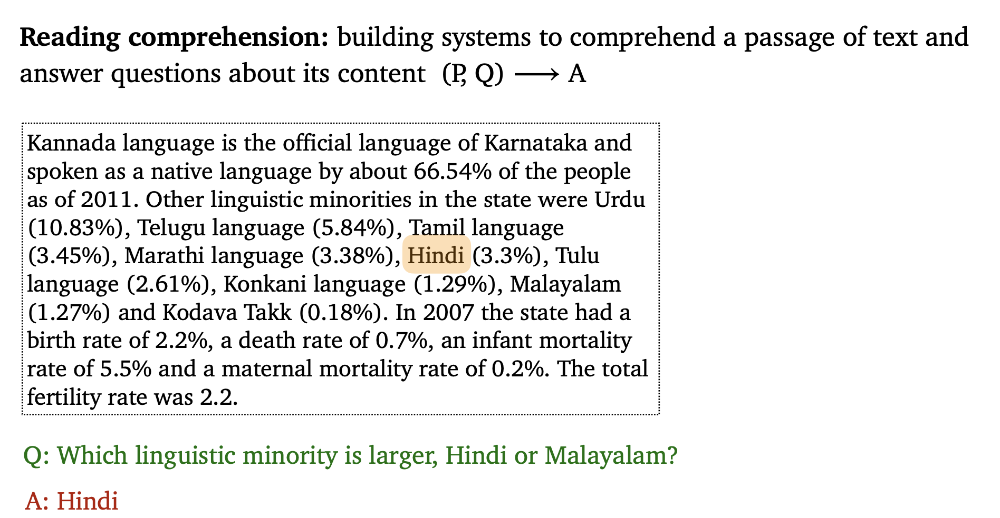 Reading comprehension: building systems to comprehend a passage of text and
answer questions about its content (P, Q) ⟶ A
Kannada language is the official language of Karnataka and
spoken as a native language by about 66.54% of the people
as of 2011. Other linguistic minorities in the state were Urdu
(10.83%), Telugu language (5.84%), Tamil language
(3.45%), Marathi language (3.38%), Hindi (3.3%), Tulu
language (2.61%), Konkani language (1.29%), Malayalam
(1.27%) and Kodava Takk (0.18%). In 2007 the state had a
birth rate of 2.2%, a death rate of 0.7%, an infant mortality
rate of 5.5% and a maternal mortality rate of 0.2%. The total
fertility rate was 2.2.
Q: Which linguistic minority is larger, Hindi or Malayalam?
A: Hindi